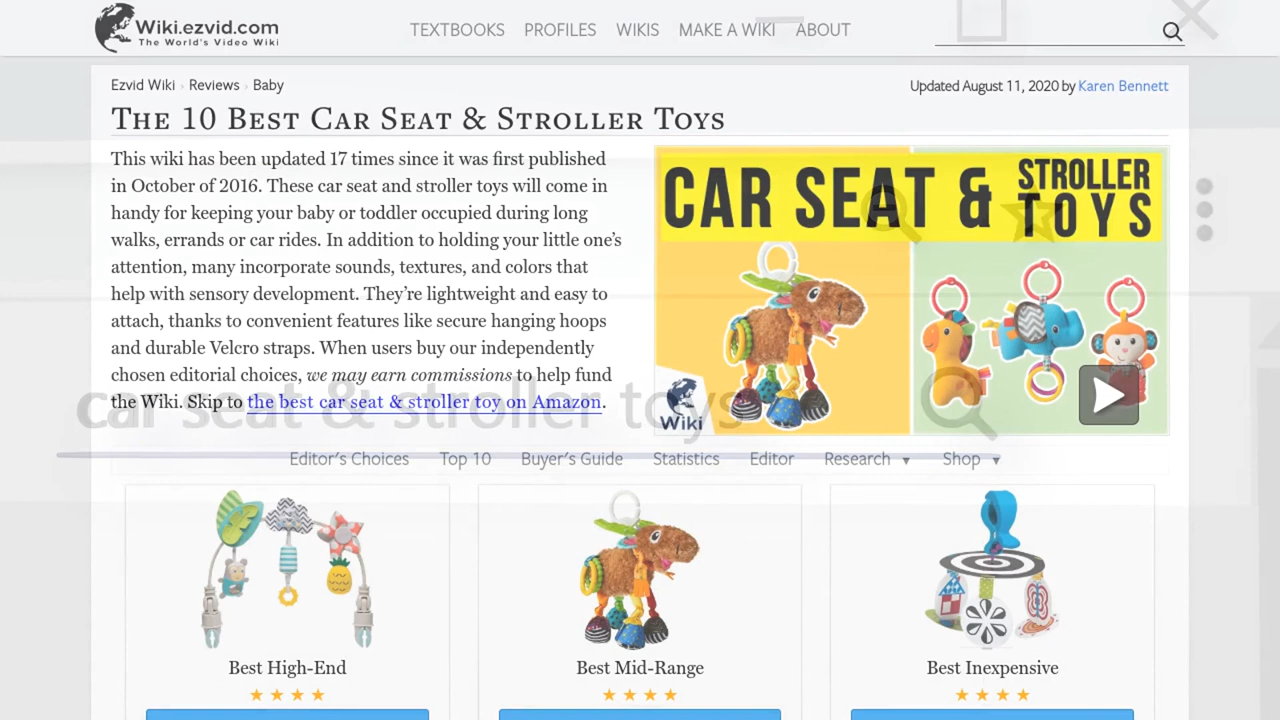 Wiki.ezvid.com
The World's Video Wiki
TEXTBOOKS PROFILES WIKIS MAKE A WIKI ABOUT
Ezvid Wiki › Reviews › Baby
Updated August 11, 2020 by Karen Bennett
The 10 Best Car Seat & Stroller Toys
This wiki has been updated 17 times since it was first published
in October of 2016. These car seat and stroller toys will come in
handy for keeping your baby or toddler occupied during long
walks, errands or car rides. In addition to holding your little one's
attention, many incorporate sounds, textures, and colors that
help with sensory development. They're lightweight and easy to
attach, thanks to convenient features like secure hanging hoops
and durable Velcro straps. When users buy our independently
chosen editorial choices, we may earn commissions to help fund
the Wiki. Skip to the best car seat & stroller toy on Amazon.
CAR SEAT & STROLLER TOYS
Wiki
car seat & stroller toys
Editor's Choices Top 10 Buyer's Guide Statistics Editor Research ▼ Shop ▼
Best High-End
Best Mid-Range
Best Inexpensive